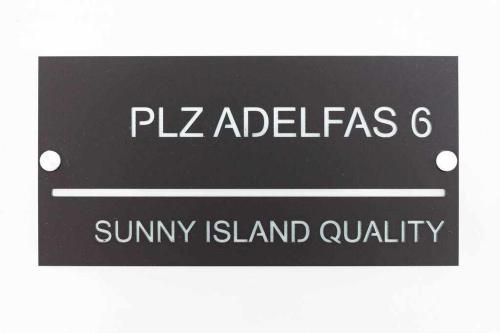 PLZ ADELFAS 6
SUNNY ISLAND QUALITY